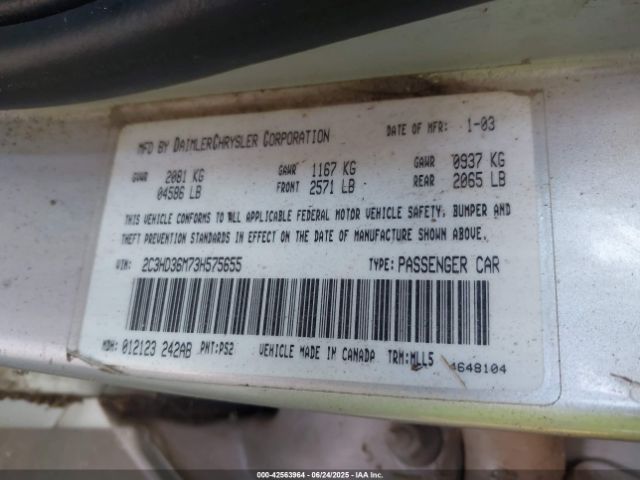 MFD BY DAIMLERCHRYSLER CORPORATION DATE OF MFR: 1-03
GVWR 2081 KG GAWR 1167 KG GAWR 0937 KG
04586 LB FRONT 2571 LB REAR 2065 LB
THIS VEHICLE CONFORMS TO ALL APPLICABLE FEDERAL MOTOR VEHICLE SAFETY, BUMPER AND
THEFT PREVENTION STANDARDS IN EFFECT ON THE DATE OF MANUFACTURE SHOWN ABOVE.
VIN: 2C3HD36M73H575655 TYPE: PASSENGER CAR
MDH: 012123 242AB PNT: PS2 VEHICLE MADE IN CANADA TRM: MLL5 4648104
000-42563964 - 06/24/2025 - IAAI.COM